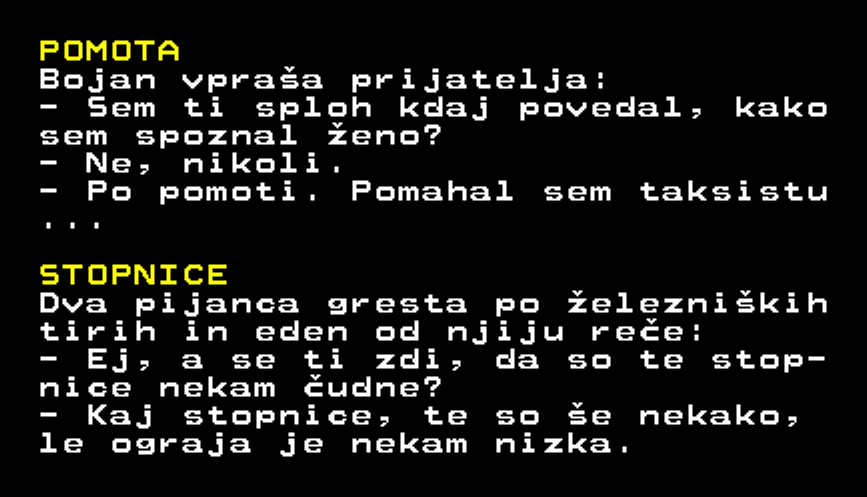 POMOTA
Bojan vpraša prijatelja:
- Sem ti sploh kdaj povedal, kako
sem spoznal ženo?
- Ne, nikoli.
- Po pomoti. Pomahal sem taksistu
...
STOPNICE
Dva pijanca gresta po železniških
tirih in eden od njiju reče:
- Ej, a se ti zdi, da so te stop-
nice nekam čudne?
- Kaj stopnice, te so še nekako,
le ograja je nekam nizka.